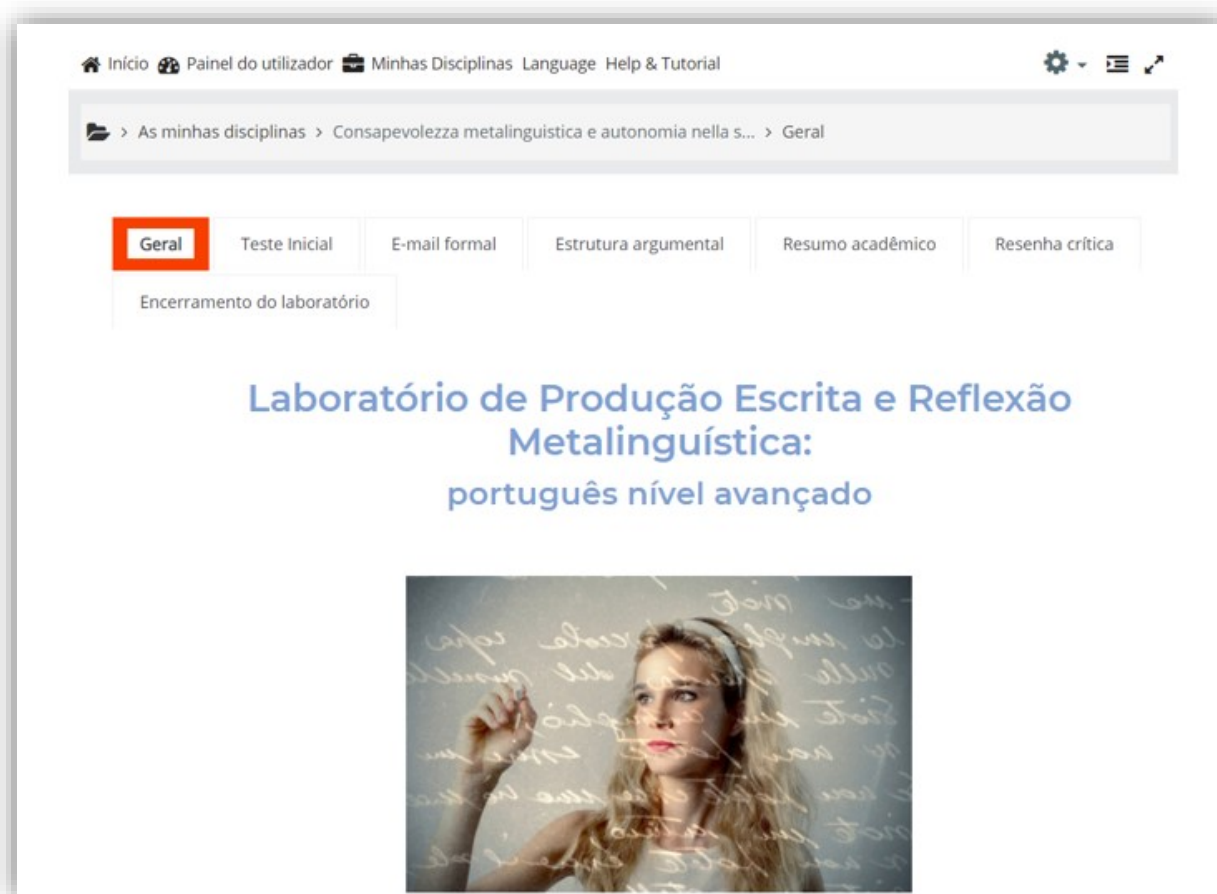 Início Painel do utilizador Minhas Disciplinas Language Help & Tutorial
> As minhas disciplinas > Consapevolezza metalinguistica e autonomia nella s... > Geral
Geral Teste Inicial E-mail formal Estrutura argumental Resumo acadêmico Resenha crítica
Encerramento do laboratório
Laboratório de Produção Escrita e Reflexão
Metalinguística:
português nível avançado